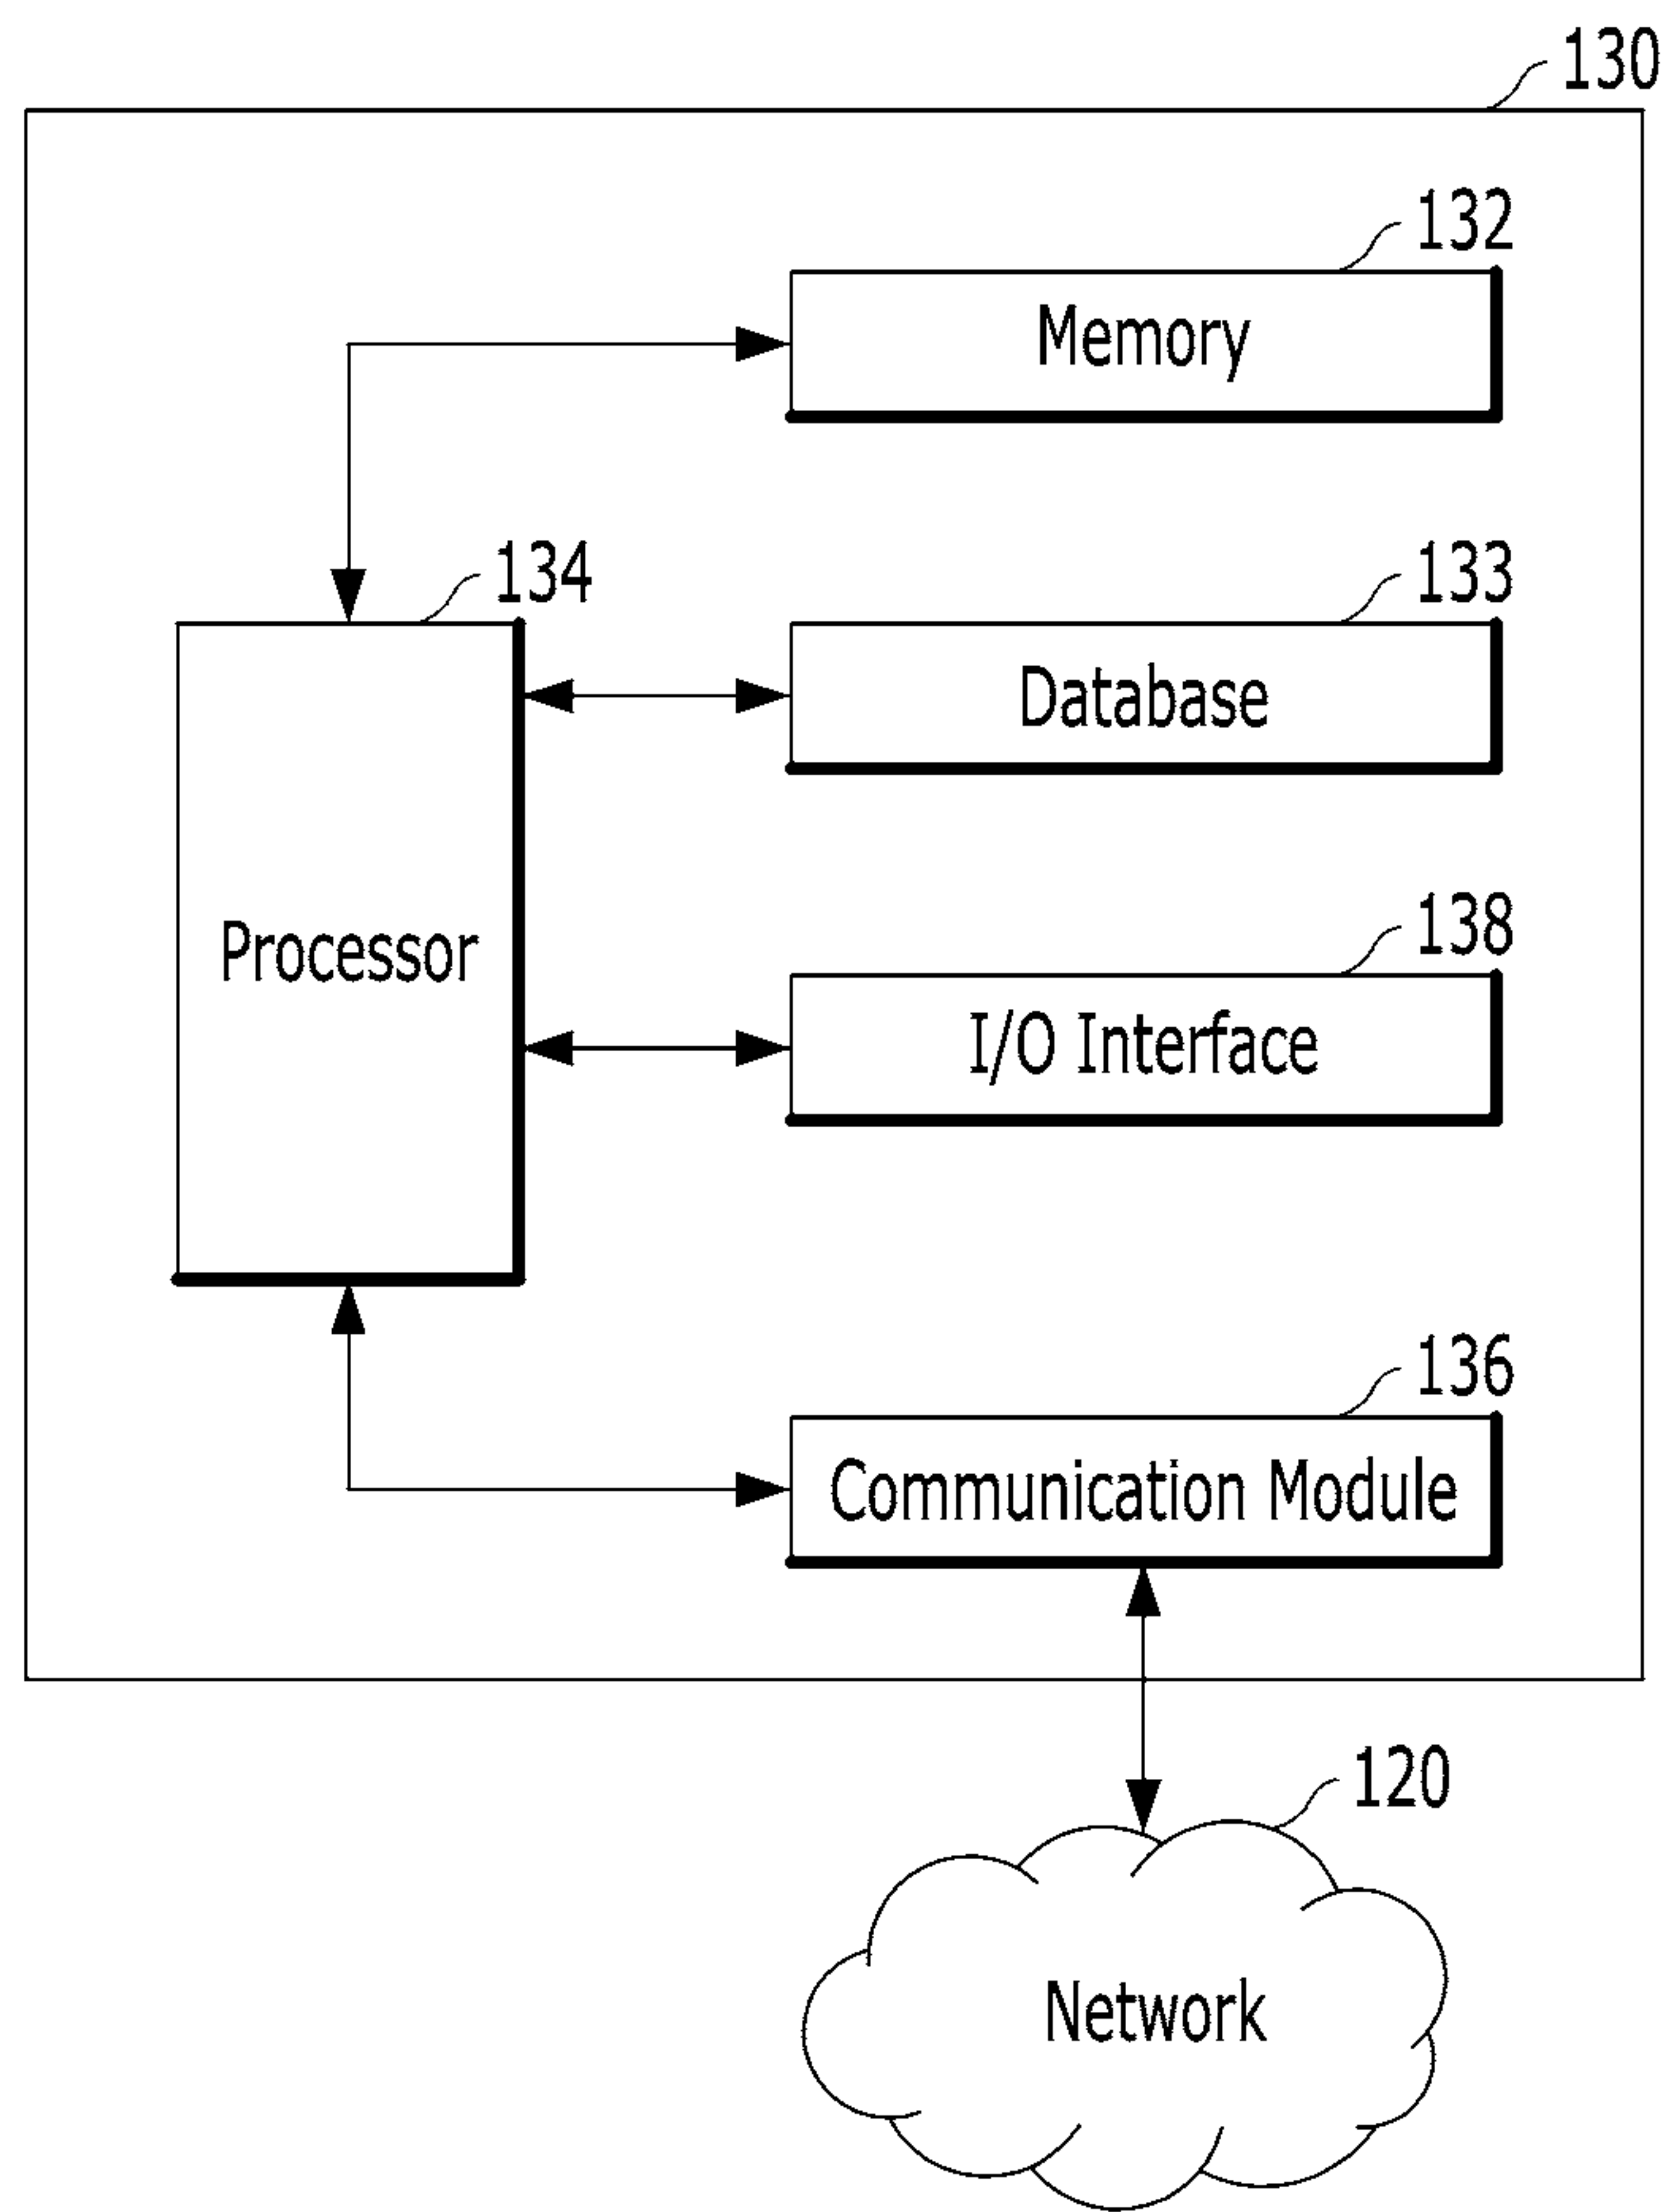 130
132
Memory
134
133
Database
138
Processor
I/O Interface
136
Communication Module
120
Network